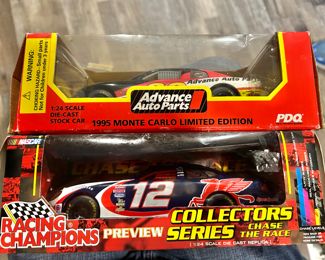 WARNING:
CHOKING HAZARD - Small parts.
Not for Children under 3 years.
Advance
Auto Parts
Advance Auto Parts
1:24 SCALE
DIE-CAST
STOCK CAR
1995 MONTE CARLO LIMITED EDITION
PDQ
NASCAR
12
RACING
CHAMPIONS
PREVIEW
COLLECTORS
SERIES
CHASE
THE RACE
1:24 SCALE DIE CAST REPLICA